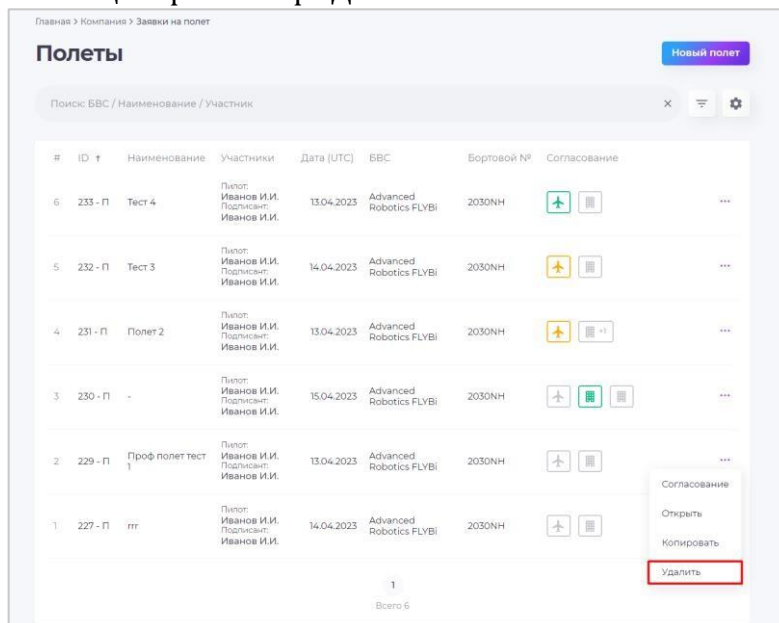 Главная > Компания > Заявки на полет
Полеты
Новый полет
Поиск: БВС / Наименование / Участник
# ID ↑ Наименование Участники Дата (UTC) БВС Бортовой № Согласование
Пилот:
Иванов И.И.
Подписант:
Иванов И.И.
6 233 - П Тест 4 13.04.2023 Advanced Robotics FLYBi 2030NH
Пилот:
Иванов И.И.
Подписант:
Иванов И.И.
5 232 - П Тест 3 14.04.2023 Advanced Robotics FLYBi 2030NH
Пилот:
Иванов И.И.
Подписант:
Иванов И.И.
4 231 - П Полет 2 13.04.2023 Advanced Robotics FLYBi 2030NH +1
Пилот:
Иванов И.И.
Подписант:
Иванов И.И.
3 230 - П - 15.04.2023 Advanced Robotics FLYBi 2030NH
Пилот:
Иванов И.И.
Подписант:
Иванов И.И.
2 229 - П Проф полет тест 1 13.04.2023 Advanced Robotics FLYBi 2030NH
Согласование
Открыть
Копировать
Удалить
Пилот:
Иванов И.И.
Подписант:
Иванов И.И.
1 227 - П rrr 14.04.2023 Advanced Robotics FLYBi 2030NH
1
Всего 6